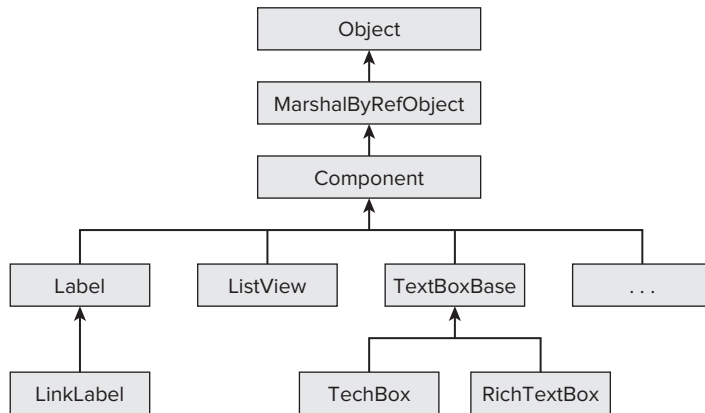 Object
MarshalByRefObject
Component
Label
ListView
TextBoxBase
. . .
LinkLabel
TechBox
RichTextBox